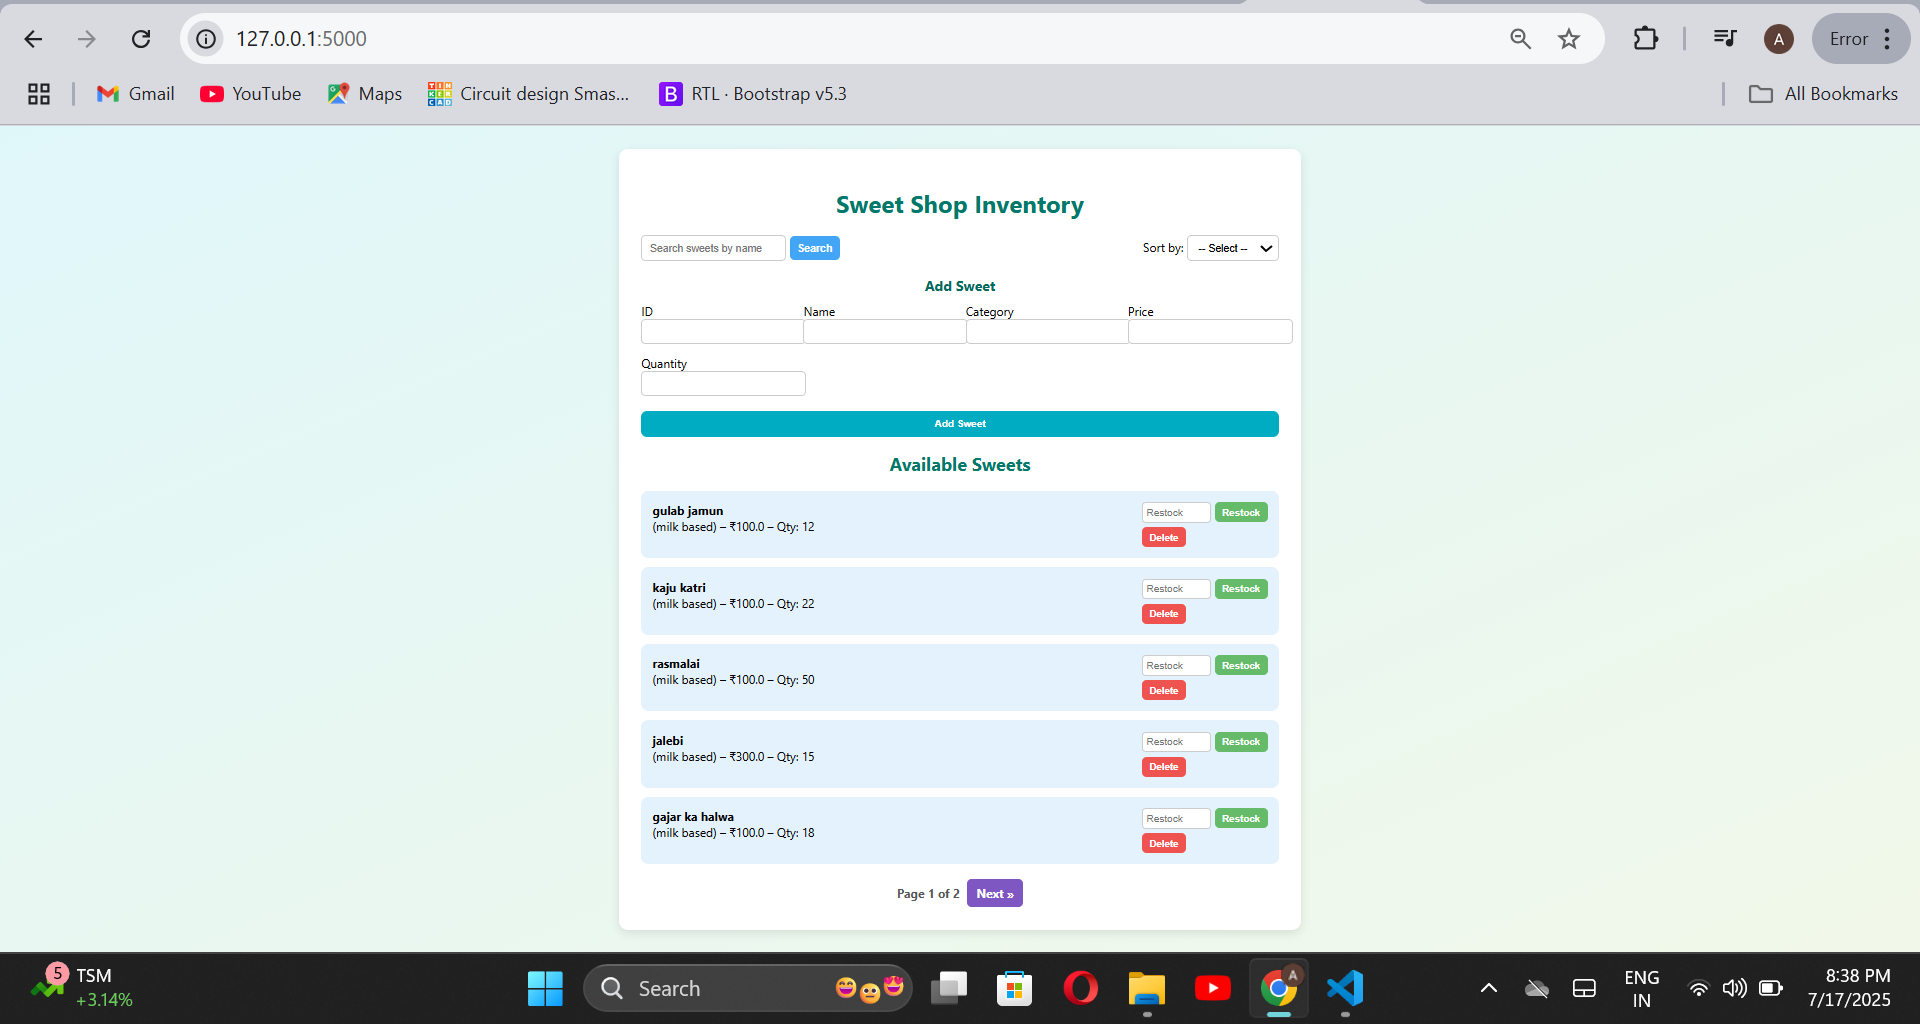 127.0.0.1:5000
A
Error
Gmail
YouTube
Maps
TIN
KER
CAD
Circuit design Smas...
B
RTL · Bootstrap v5.3
All Bookmarks
Sweet Shop Inventory
Search sweets by name
Search
Sort by:
-- Select --
Add Sweet
ID
Name
Category
Price
Quantity
Add Sweet
Available Sweets
gulab jamun
(milk based) – ₹100.0 – Qty: 12
Restock
Restock
Delete
kaju katri
(milk based) – ₹100.0 – Qty: 22
Restock
Restock
Delete
rasmalai
(milk based) – ₹100.0 – Qty: 50
Restock
Restock
Delete
jalebi
(milk based) – ₹300.0 – Qty: 15
Restock
Restock
Delete
gajar ka halwa
(milk based) – ₹100.0 – Qty: 18
Restock
Restock
Delete
Page 1 of 2
Next »
5
TSM
+3.14%
Search
A
ENG
IN
8:38 PM
7/17/2025